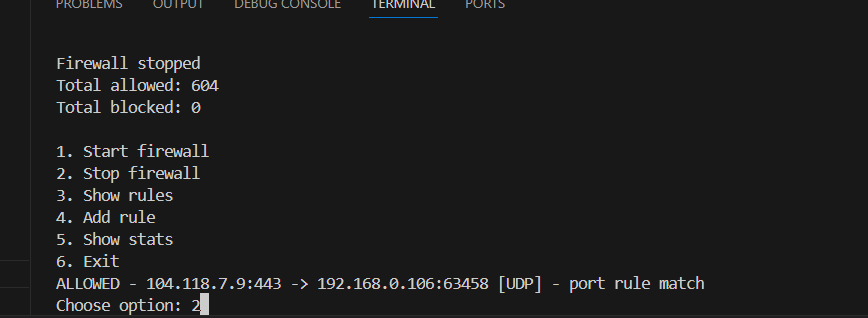 PROBLEMS OUTPUT DEBUG CONSOLE TERMINAL PORTS
Firewall stopped
Total allowed: 604
Total blocked: 0
1. Start firewall
2. Stop firewall
3. Show rules
4. Add rule
5. Show stats
6. Exit
ALLOWED - 104.118.7.9:443 -> 192.168.0.106:63458 [UDP] - port rule match
Choose option: 2